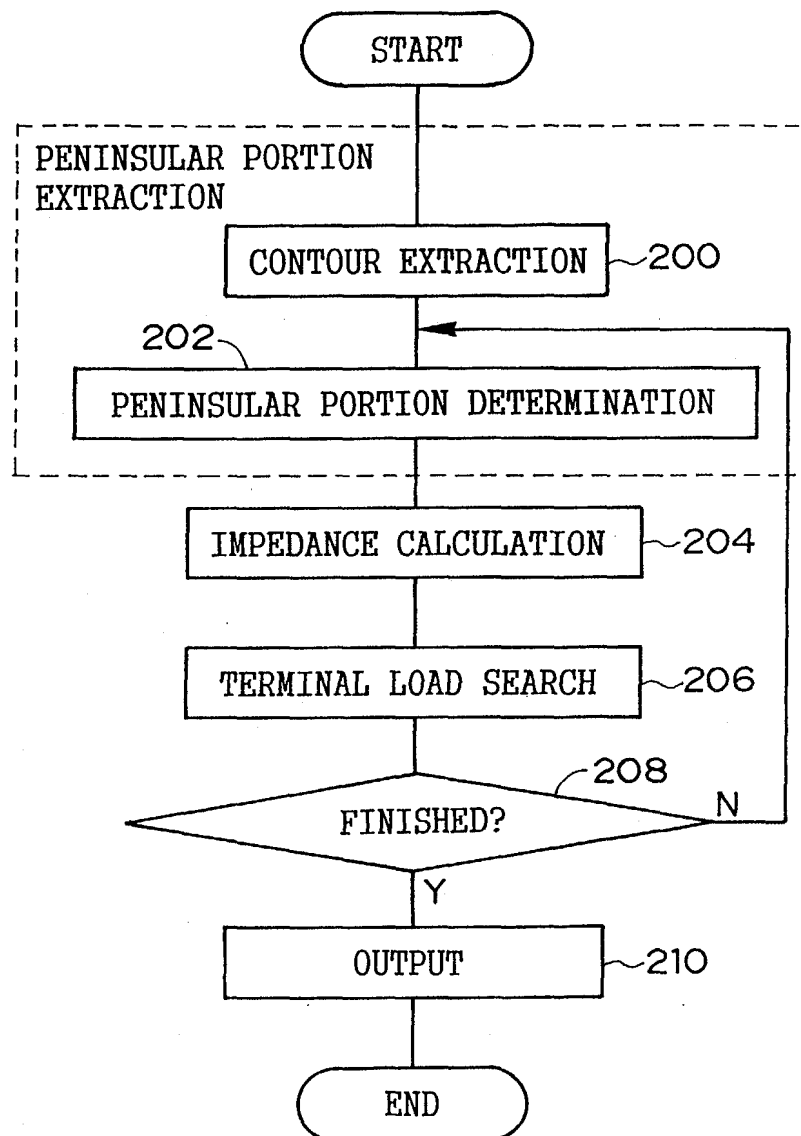 START
PENINSULAR PORTION
EXTRACTION
CONTOUR EXTRACTION 200
202
PENINSULAR PORTION DETERMINATION
IMPEDANCE CALCULATION 204
TERMINAL LOAD SEARCH 206
208
FINISHED? N
Y
OUTPUT 210
END